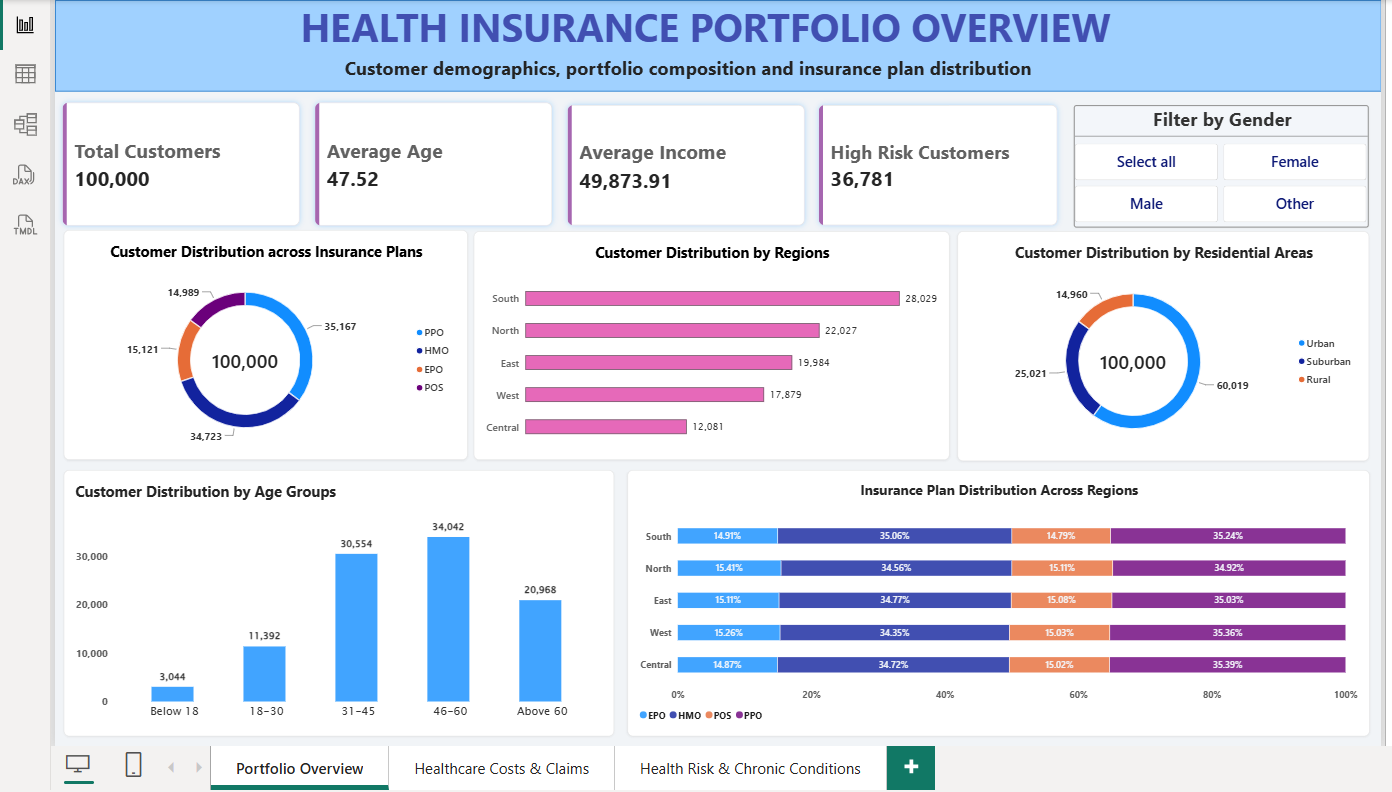 HEALTH INSURANCE PORTFOLIO OVERVIEW
Customer demographics, portfolio composition and insurance plan distribution
DAX
TMDL
Total Customers
100,000
Average Age
47.52
Average Income
49,873.91
High Risk Customers
36,781
Filter by Gender
Select all
Female
Male
Other
Customer Distribution across Insurance Plans
14,989
35,167
15,121
100,000
34,723
PPO
HMO
EPO
POS
Customer Distribution by Regions
South 28,029
North 22,027
East 19,984
West 17,879
Central 12,081
Customer Distribution by Residential Areas
14,960
25,021
100,000
60,019
Urban
Suburban
Rural
Customer Distribution by Age Groups
30,000
20,000
10,000
0
3,044
11,392
30,554
34,042
20,968
Below 18
18-30
31-45
46-60
Above 60
Insurance Plan Distribution Across Regions
South 14.91% 35.06% 14.79% 35.24%
North 15.41% 34.56% 15.11% 34.92%
East 15.11% 34.77% 15.08% 35.03%
West 15.26% 34.35% 15.03% 35.36%
Central 14.87% 34.72% 15.02% 35.39%
0% 20% 40% 60% 80% 100%
EPO HMO POS PPO
Portfolio Overview
Healthcare Costs & Claims
Health Risk & Chronic Conditions
+